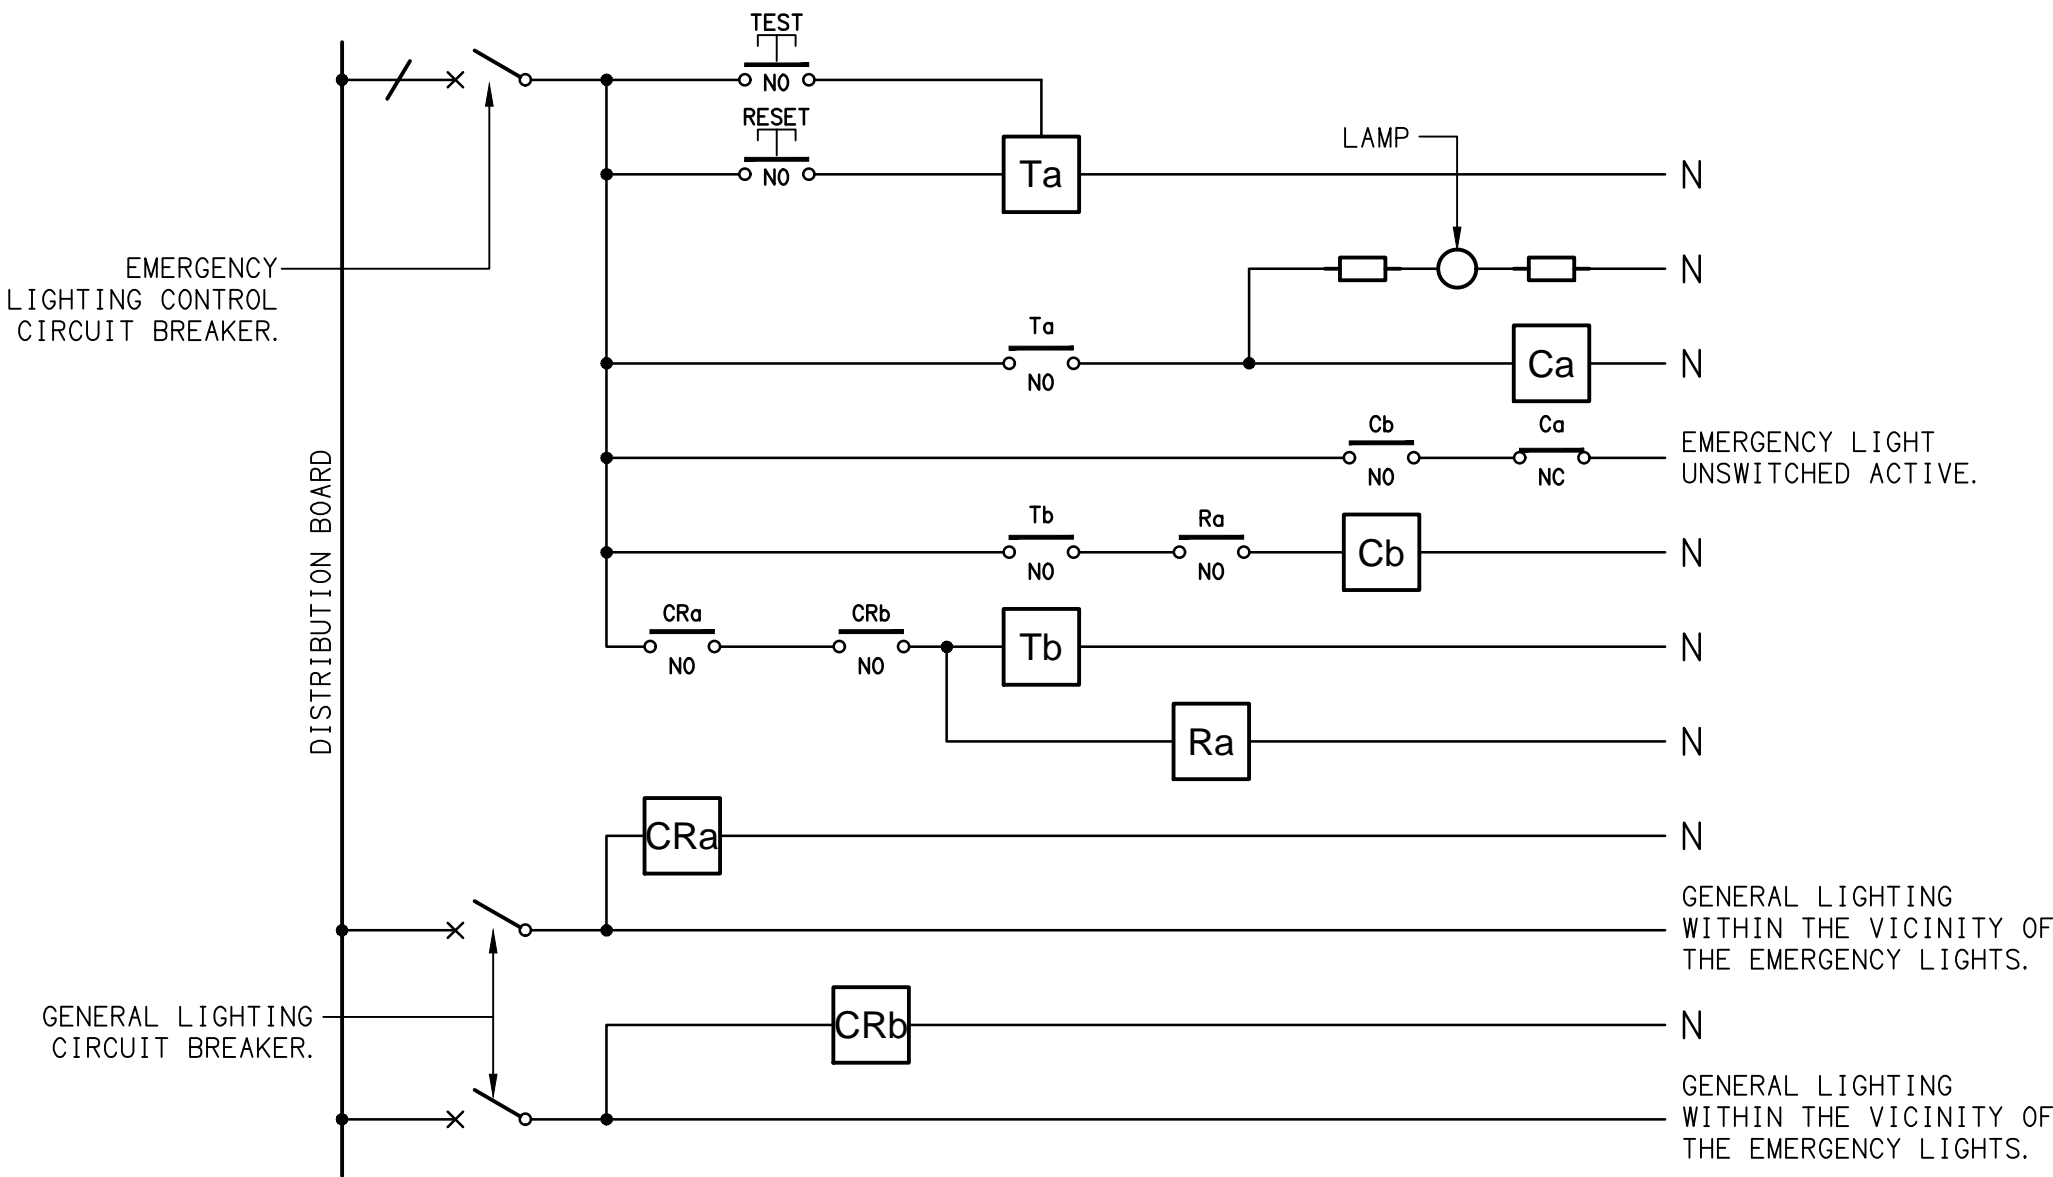 TEST
NO
RESET
NO
Ta
N
LAMP
EMERGENCY
LIGHTING CONTROL
CIRCUIT BREAKER.
N
Ta
NO
Ca
N
Cb
NO
Ca
NC
EMERGENCY LIGHT
UNSWITCHED ACTIVE.
DISTRIBUTION BOARD
Tb
NO
Ra
NO
Cb
N
CRa
NO
CRb
NO
Tb
N
Ra
N
CRa
N
GENERAL LIGHTING
WITHIN THE VICINITY OF
THE EMERGENCY LIGHTS.
GENERAL LIGHTING
CIRCUIT BREAKER.
CRb
N
GENERAL LIGHTING
WITHIN THE VICINITY OF
THE EMERGENCY LIGHTS.